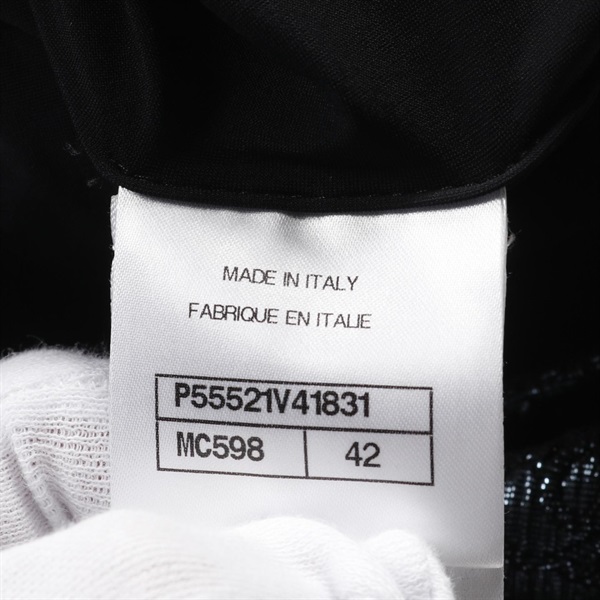 MADE IN ITALY
FABRIQUE EN ITALIE
P55521V41831
MC598 42